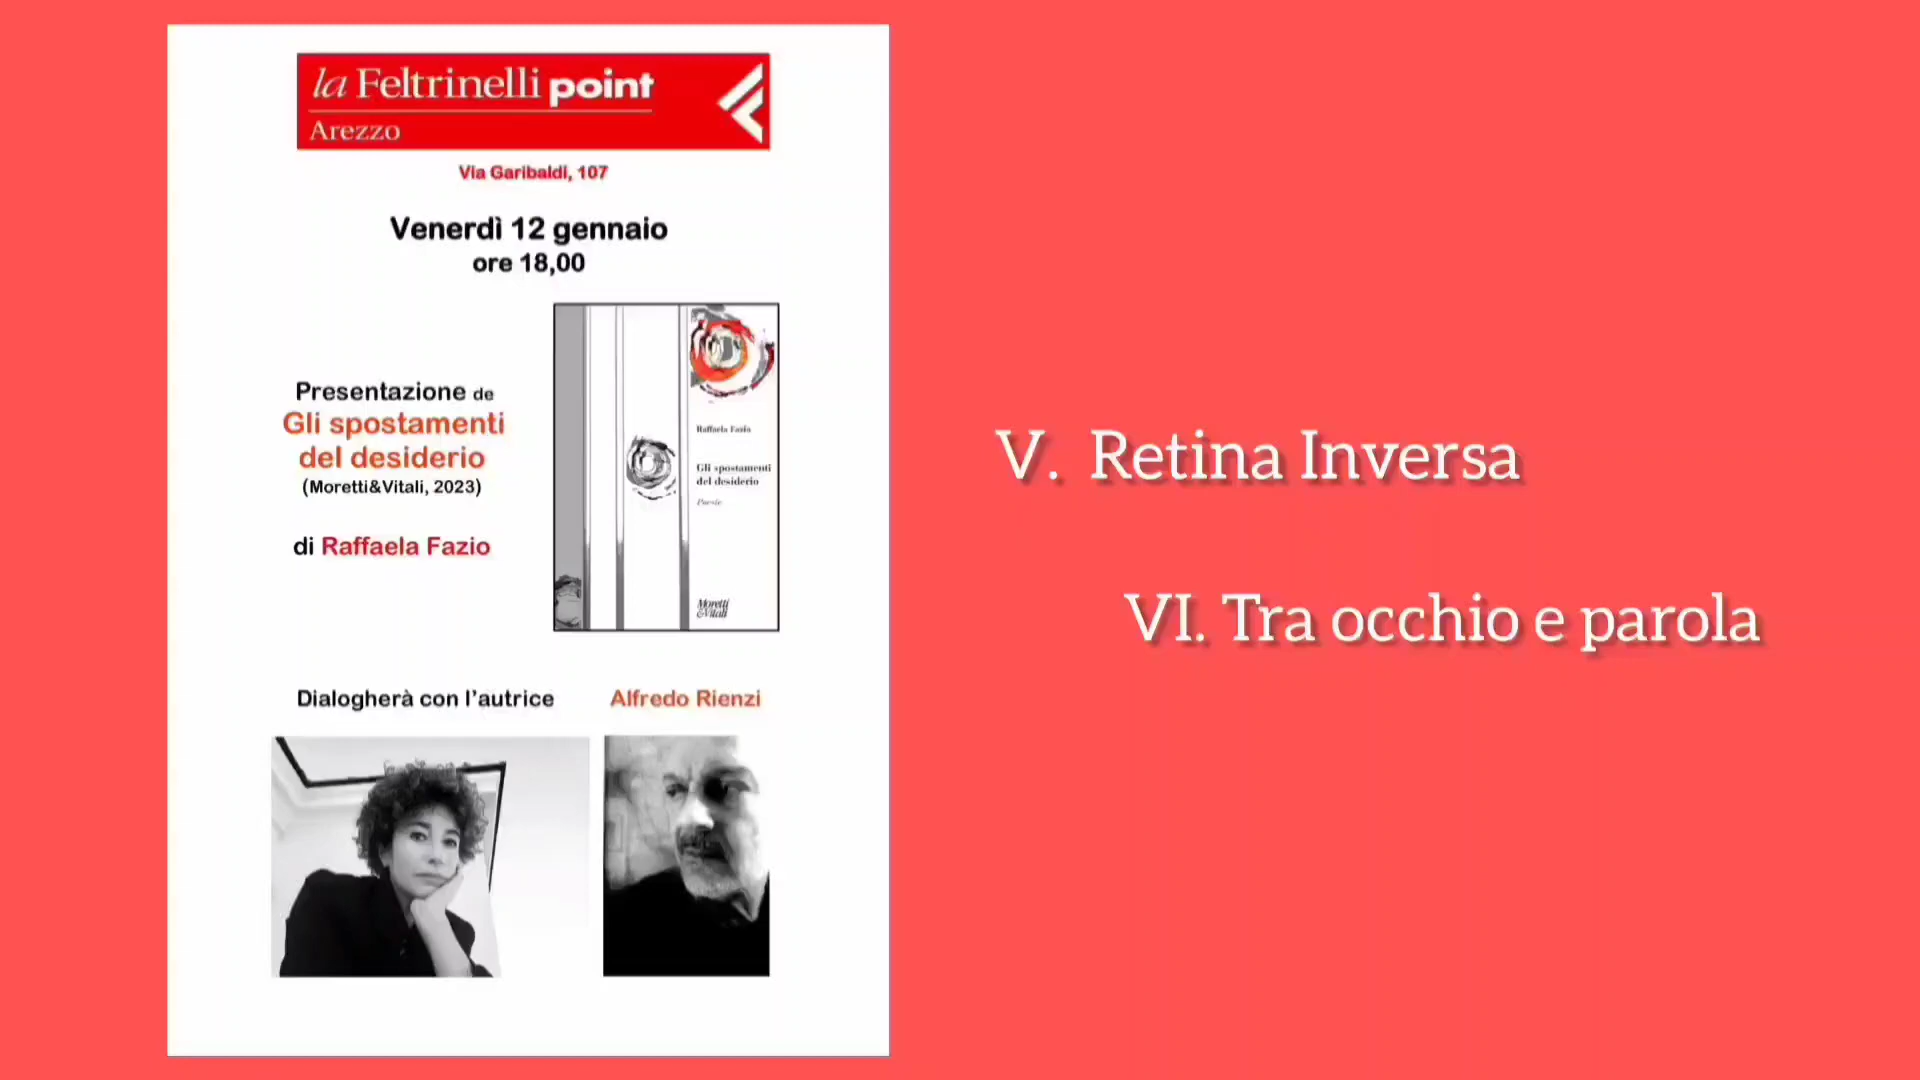 la Feltrinelli point
Arezzo
Via Garibaldi, 107
Venerdì 12 gennaio
ore 18,00
Presentazione de
Gli spostamenti
del desiderio
(Moretti&Vitali, 2023)
di Raffaela Fazio
Raffaela Fazio
Gli spostamenti
del desiderio
Poesie
Moretti
&Vitali
Dialogherà con l'autrice Alfredo Rienzi
V. Retina Inversa
VI. Tra occhio e parola